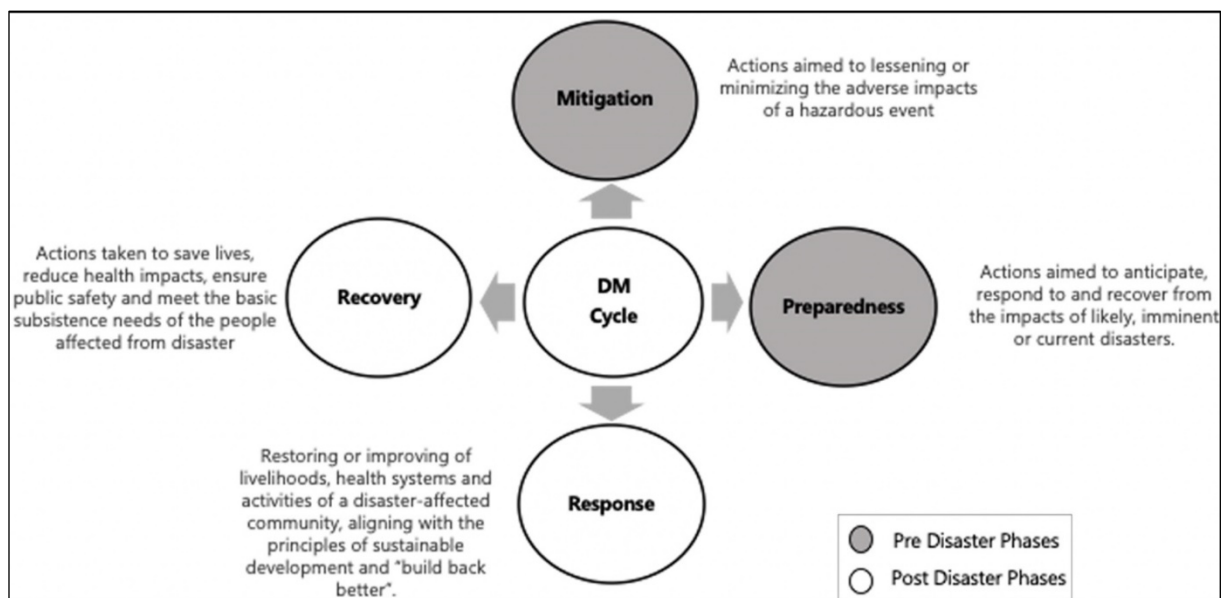 Mitigation
Actions aimed to lessening or
minimizing the adverse impacts
of a hazardous event
Actions taken to save lives,
reduce health impacts, ensure
public safety and meet the basic
subsistence needs of the people
affected from disaster
Recovery
DM
Cycle
Preparedness
Actions aimed to anticipate,
respond to and recover from
the impacts of likely, imminent
or current disasters.
Restoring or improving of
livelihoods, health systems and
activities of a disaster-affected
community, aligning with the
principles of sustainable
development and "build back
better".
Response
Pre Disaster Phases
Post Disaster Phases